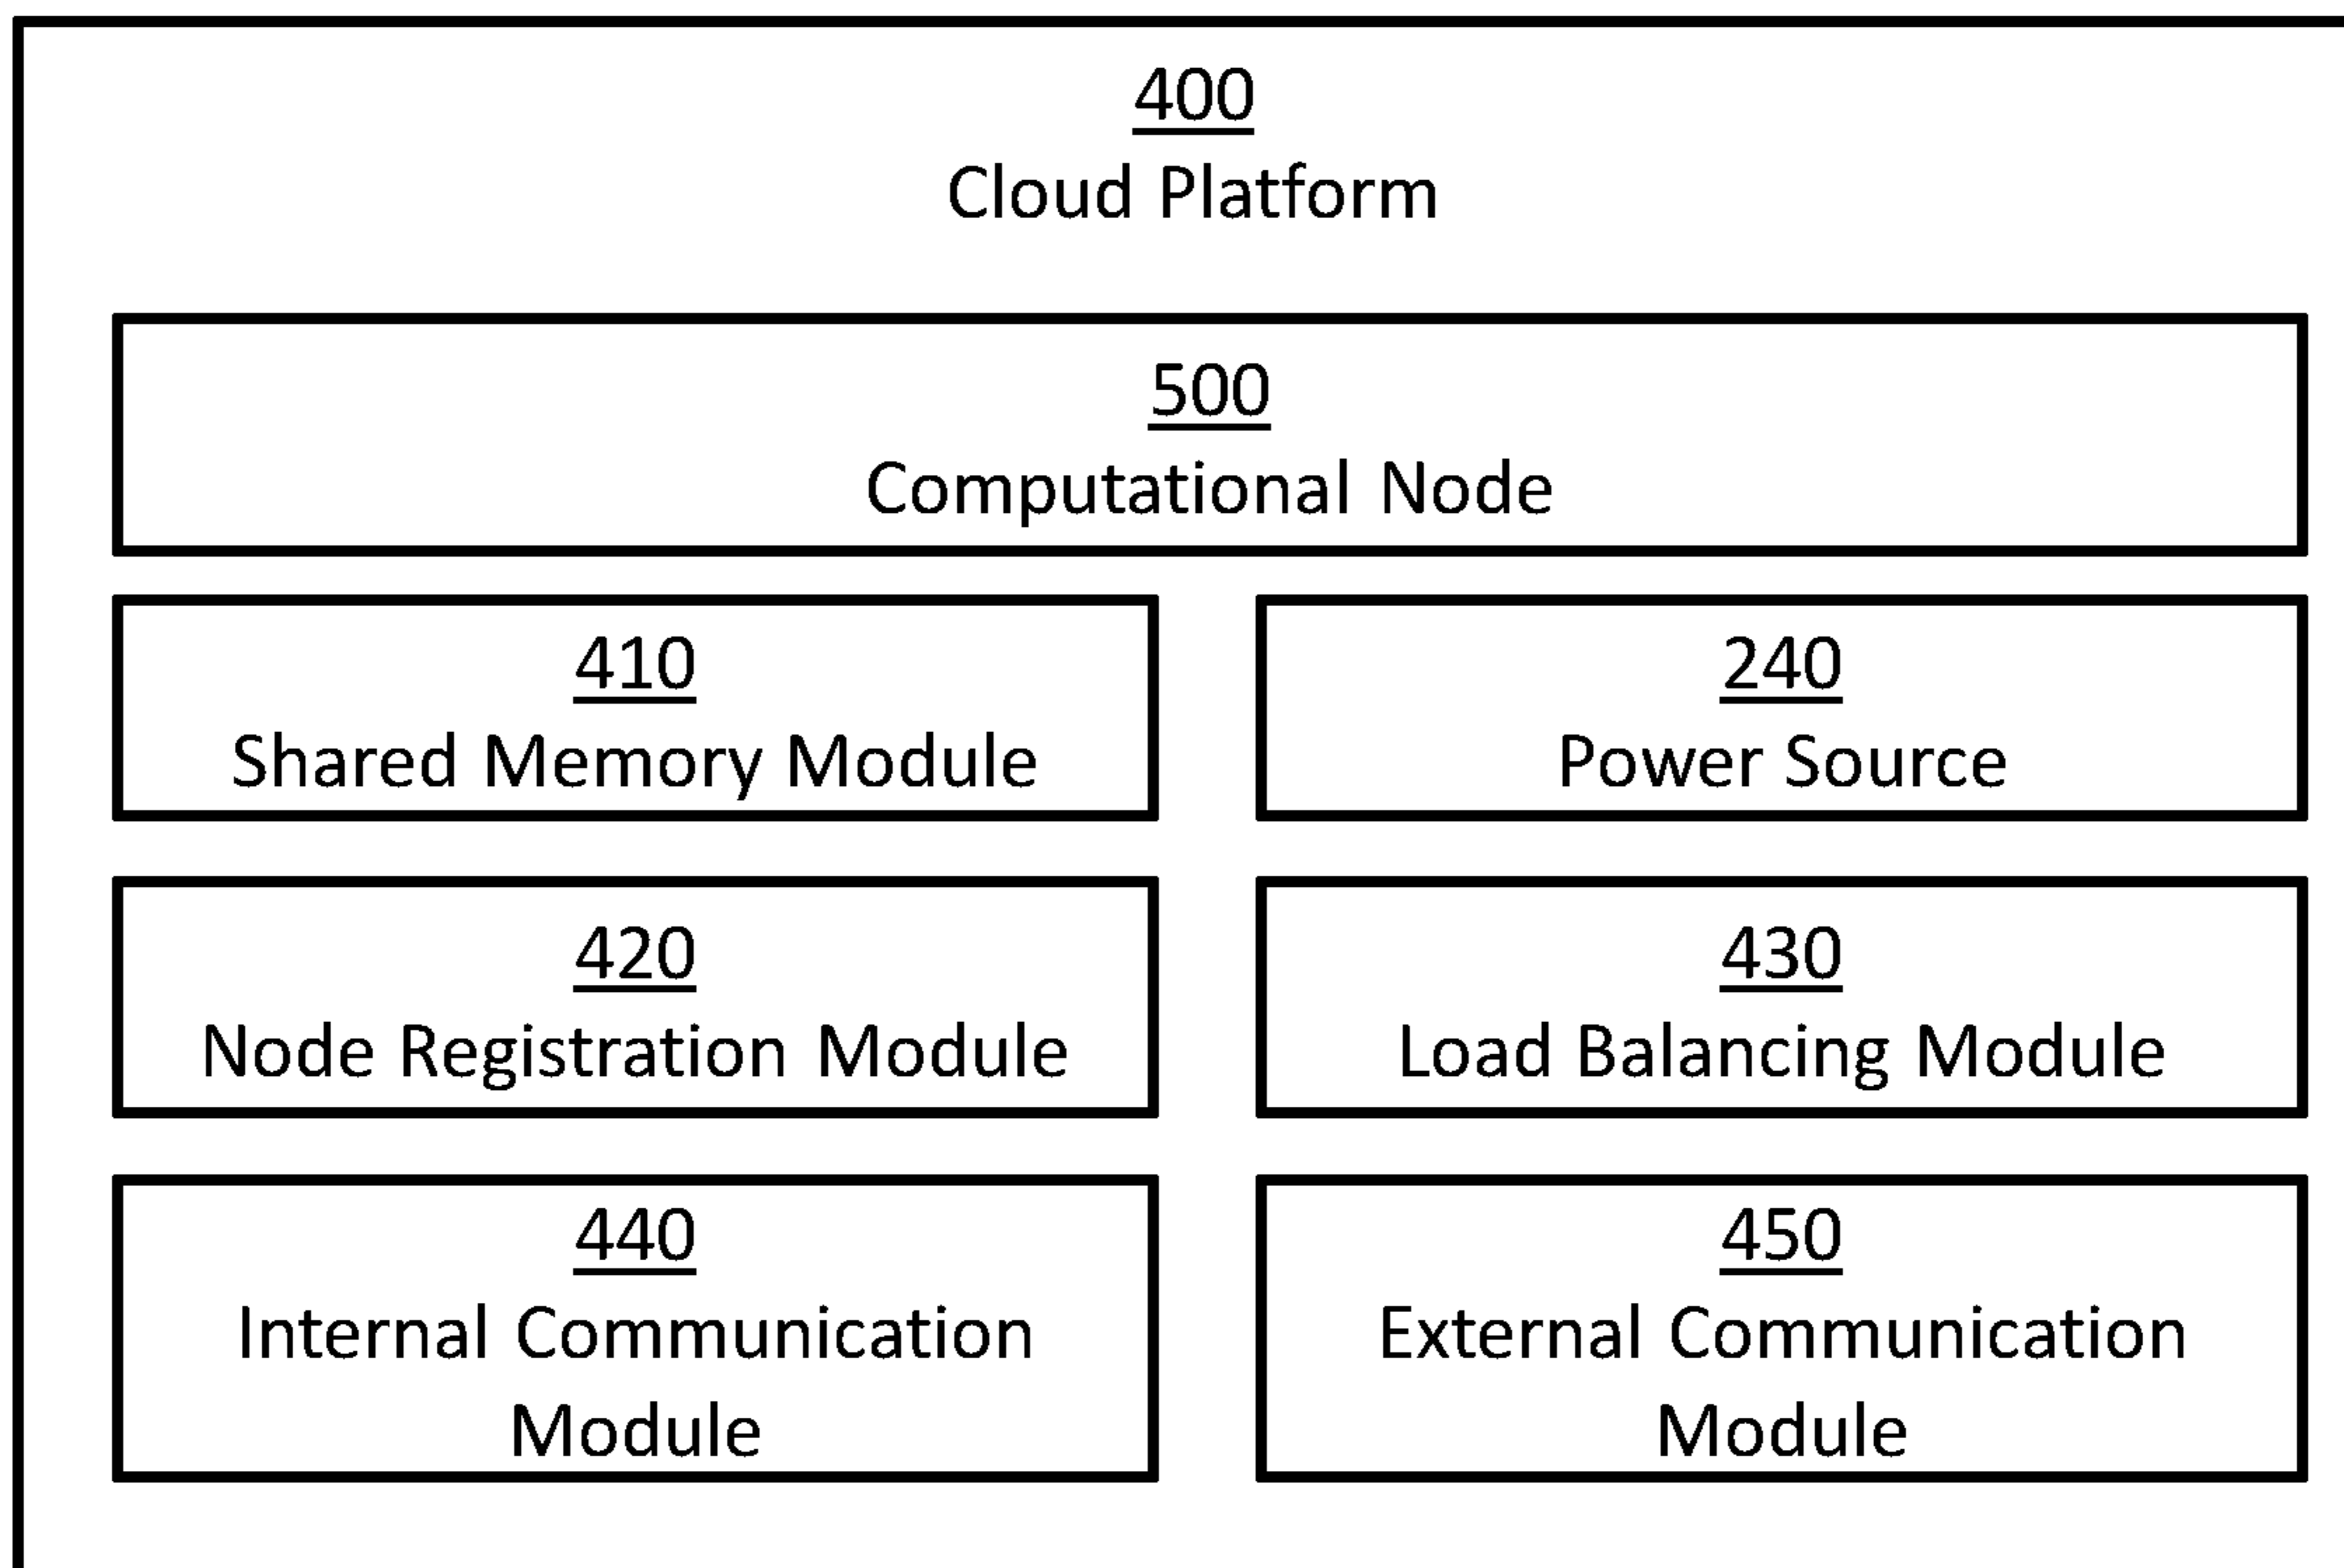 400
Cloud Platform
500
Computational Node
410
Shared Memory Module
240
Power Source
420
Node Registration Module
430
Load Balancing Module
440
Internal Communication
Module
450
External Communication
Module